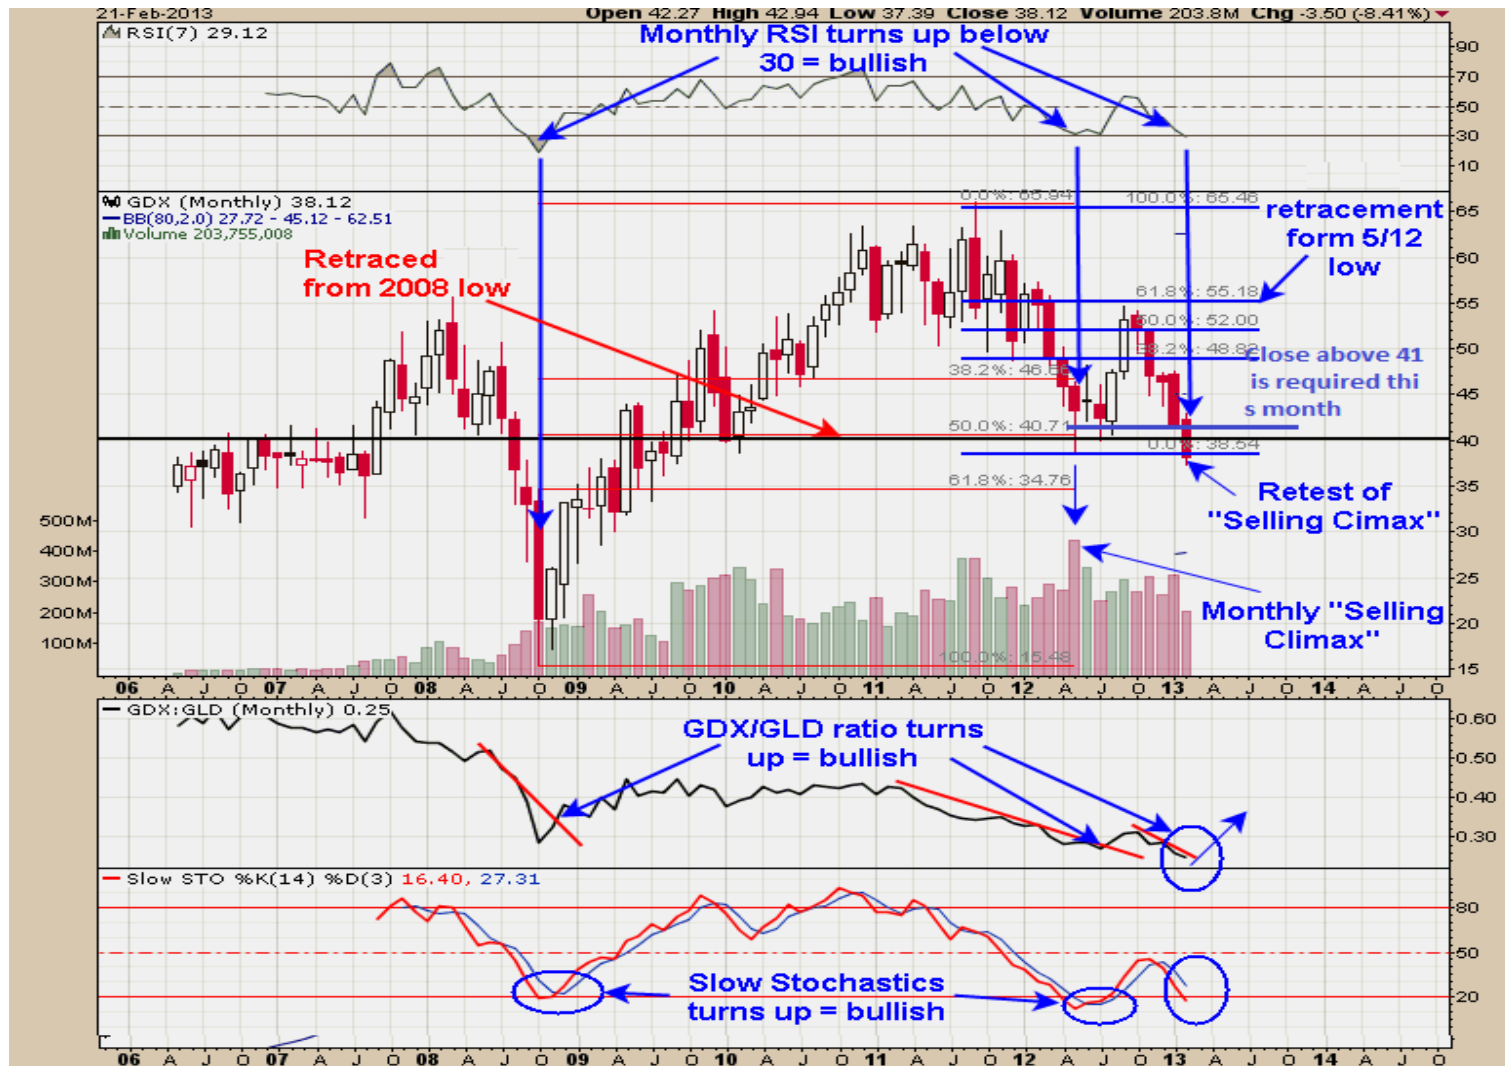 21-Feb-2013
Open 42.27 High 42.94 Low 37.39 Close 38.12 Volume 203.8M Chg -3.50 (-8.41%)
RSI(7) 29.12
Monthly RSI turns up below
30 = bullish
90
70
50
30
10
GDX (Monthly) 38.12
BB(80,2.0) 27.72 - 45.12 - 62.51
Volume 203,755,008
Retraced
from 2008 low
0.0%: 65.94
100.0%: 65.46
retracement
form 5/12
low
61.8%: 55.18
50.0%: 52.00
38.2%: 48.82
close above 41
is required thi
s month
38.2%: 46.66
50.0%: 40.71
0.0%: 38.54
61.8%: 34.76
100.0%: 15.48
Retest of
"Selling Cimax"
Monthly "Selling
Climax"
65
60
55
50
45
40
35
30
25
20
15
500M
400M
300M
200M
100M
06 A J O 07 A J O 08 A J O 09 A J O 10 A J O 11 A J O 12 A J O 13 A J O 14 A J O
GDX:GLD (Monthly) 0.25
GDX/GLD ratio turns
up = bullish
0.60
0.50
0.40
0.30
Slow STO %K(14) %D(3) 16.40, 27.31
Slow Stochastics
turns up = bullish
80
50
20
06 A J O 07 A J O 08 A J O 09 A J O 10 A J O 11 A J O 12 A J O 13 A J O 14 A J O